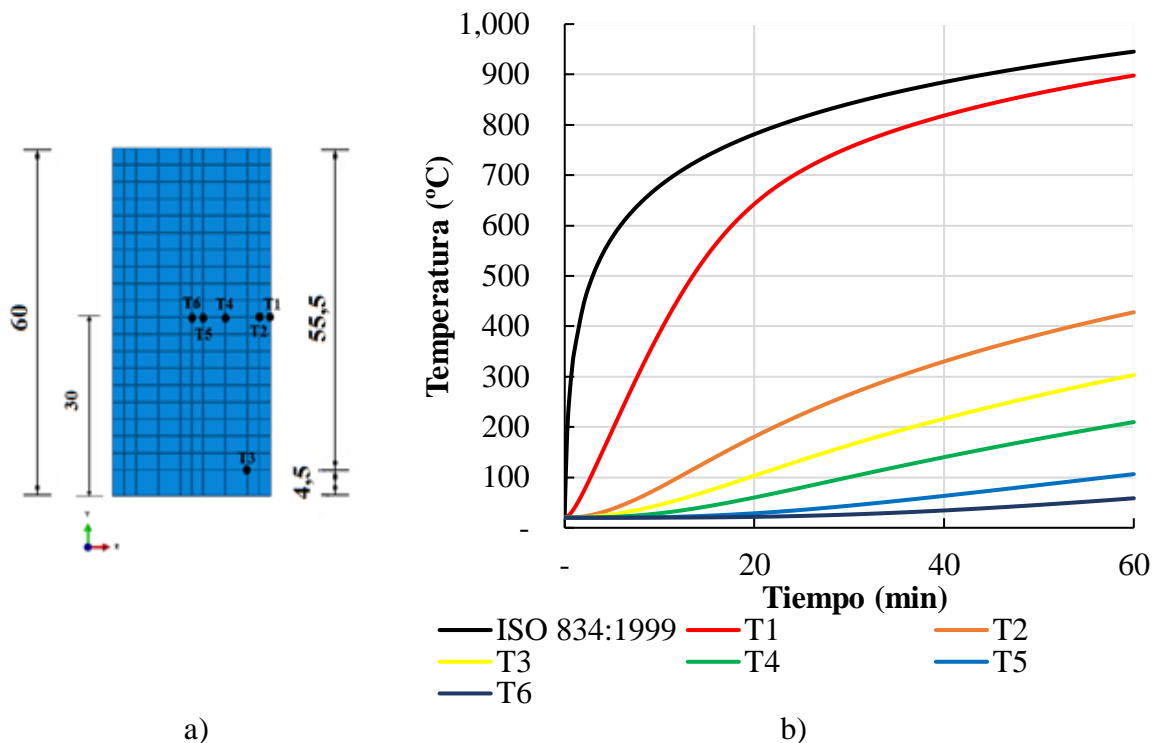 60
30
55,5
4,5
T6
T5
T4
T2
T1
T3
Y
a)
Temperatura (ºC)
1,000
900
800
700
600
500
400
300
200
100
-
-
20
40
60
Tiempo (min)
ISO 834:1999
T1
T2
T3
T4
T5
T6
b)